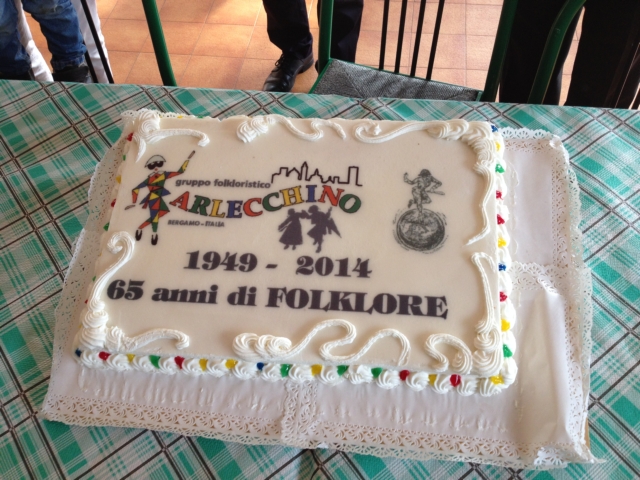 gruppo folkloristico
ARLECCHINO
BERGAMO - ITALIA
1949 - 2014
65 anni di FOLKLORE